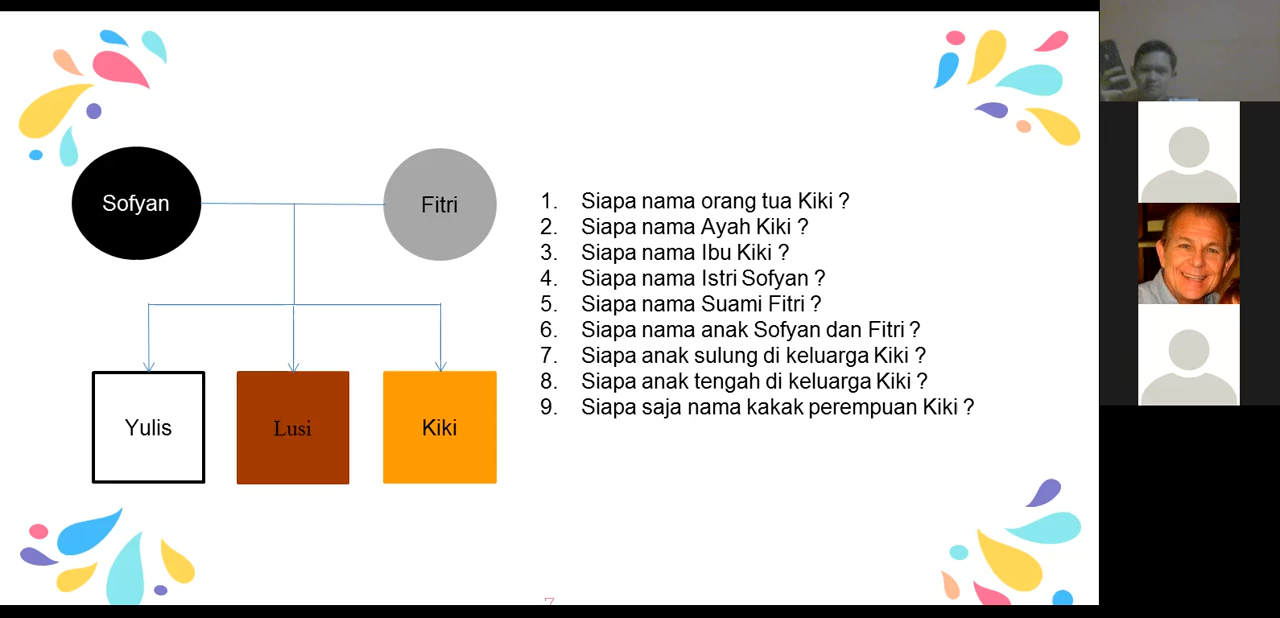 Sofyan
Fitri
Yulis
Lusi
Kiki
1. Siapa nama orang tua Kiki ?
2. Siapa nama Ayah Kiki ?
3. Siapa nama Ibu Kiki ?
4. Siapa nama Istri Sofyan ?
5. Siapa nama Suami Fitri ?
6. Siapa nama anak Sofyan dan Fitri ?
7. Siapa anak sulung di keluarga Kiki ?
8. Siapa anak tengah di keluarga Kiki ?
9. Siapa saja nama kakak perempuan Kiki ?